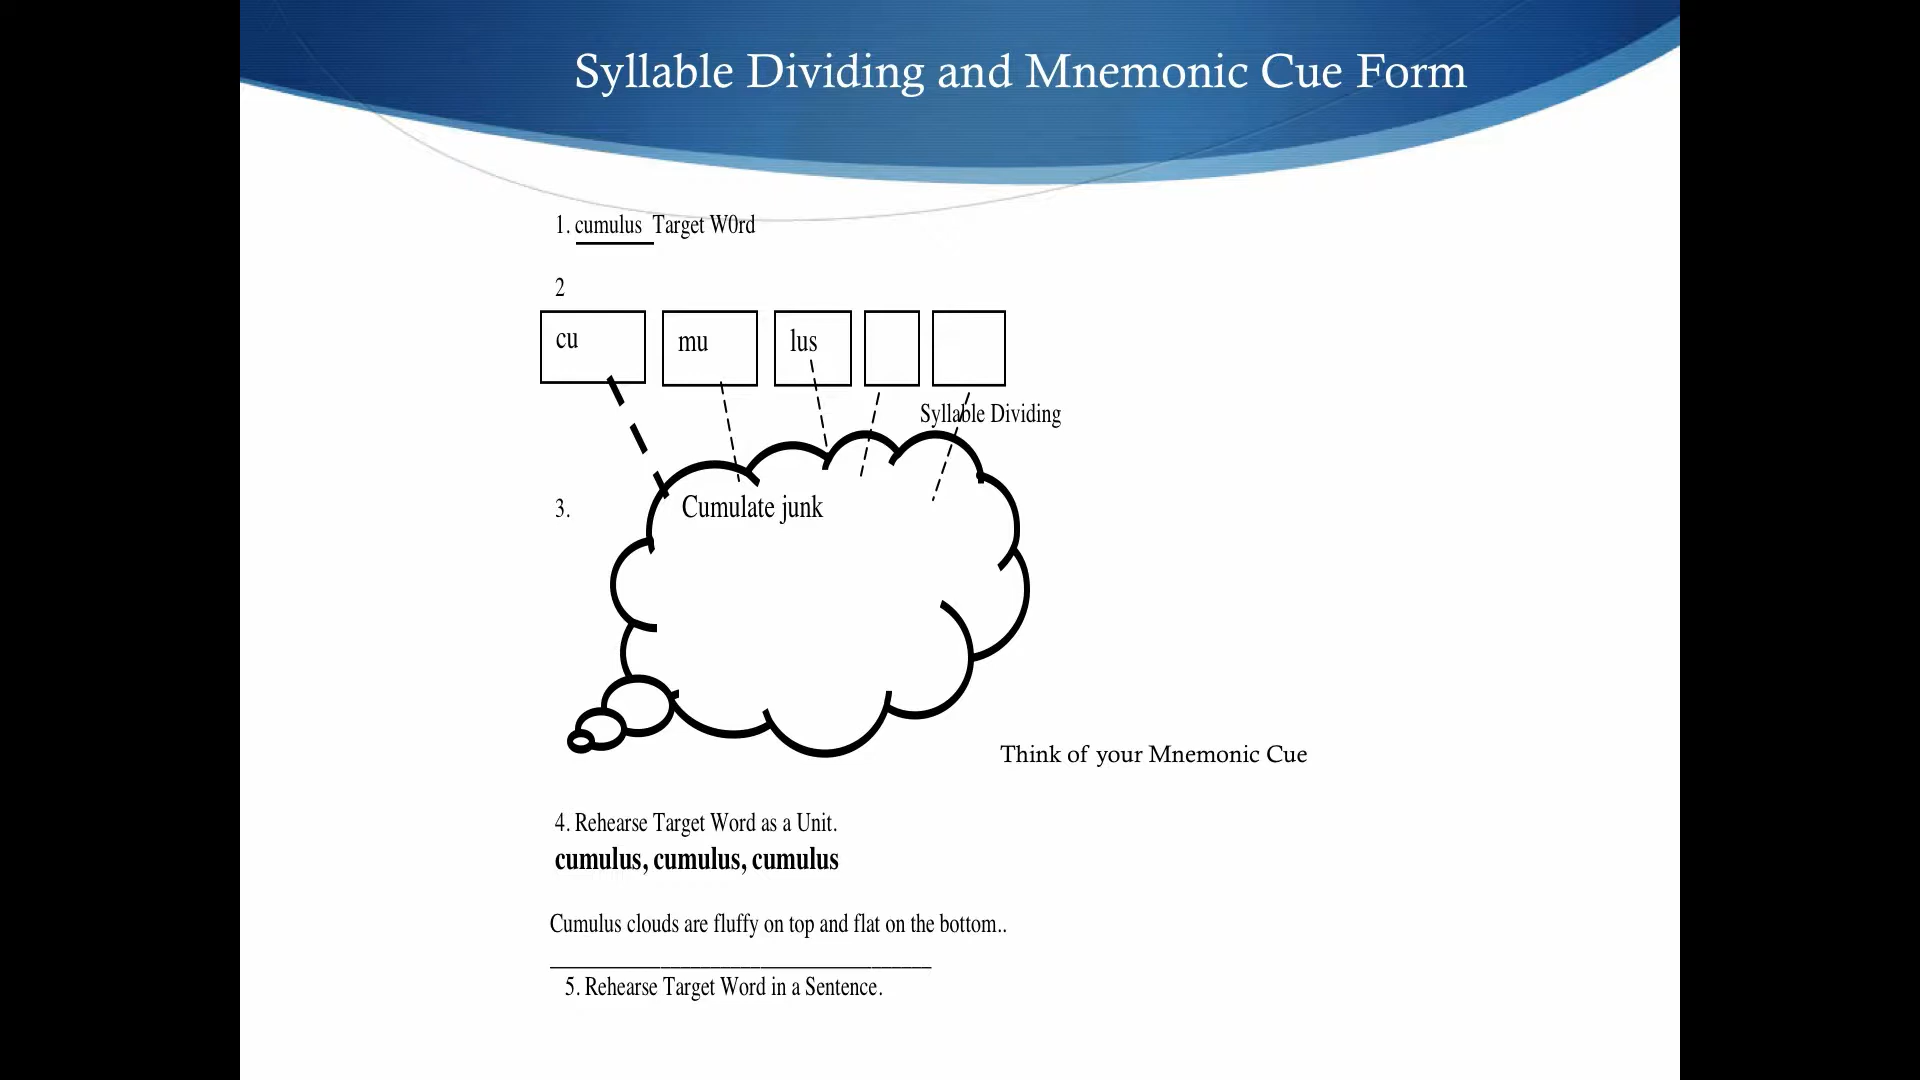 Syllable Dividing and Mnemonic Cue Form
1. cumulus Target W0rd
2
cu mu lus
Syllable Dividing
3. Cumulate junk
Think of your Mnemonic Cue
4. Rehearse Target Word as a Unit.
cumulus, cumulus, cumulus
Cumulus clouds are fluffy on top and flat on the bottom..
5. Rehearse Target Word in a Sentence.